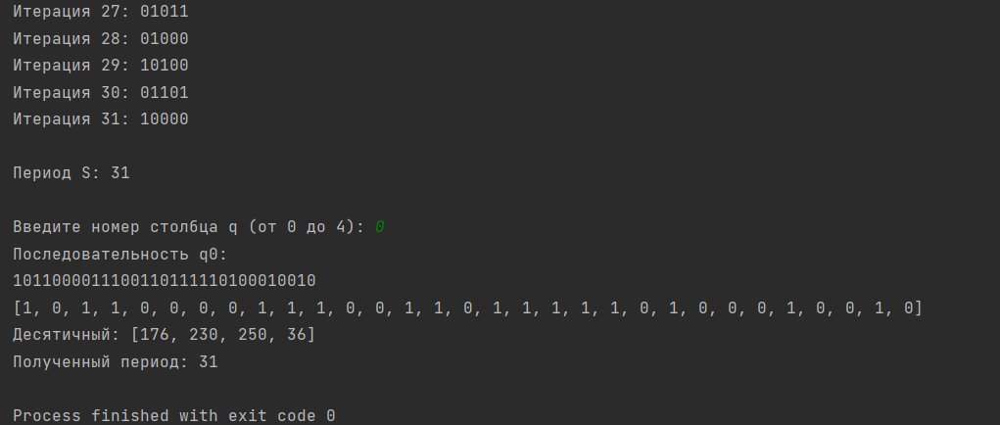 Итерация 27: 01011
Итерация 28: 01000
Итерация 29: 10100
Итерация 30: 01101
Итерация 31: 10000
Период S: 31
Введите номер столбца q (от 0 до 4): 0
Последовательность q0:
1011000011100110111110100010010
[1, 0, 1, 1, 0, 0, 0, 0, 1, 1, 1, 0, 0, 1, 1, 0, 1, 1, 1, 1, 1, 0, 1, 0, 0, 0, 1, 0, 0, 1, 0]
Десятичный: [176, 230, 250, 36]
Полученный период: 31
Process finished with exit code 0